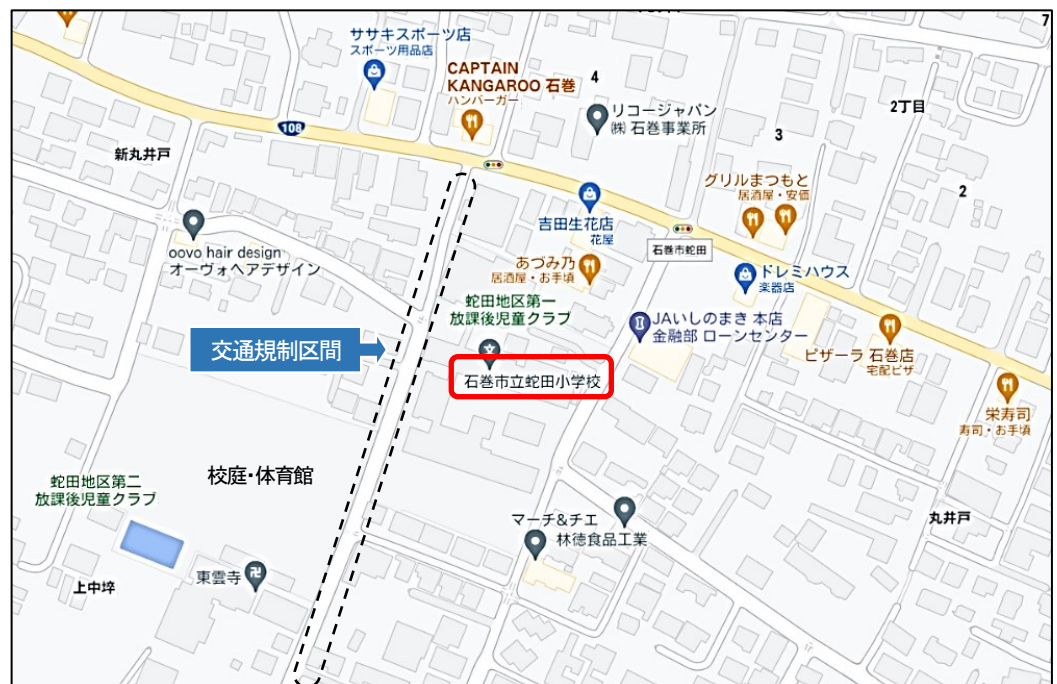 7
ササキスポーツ店
スポーツ用品店
CAPTAIN
KANGAROO 石巻
ハンバーガー
4
リコージャパン
㈱ 石巻事業所
2丁目
3
108
新丸井戸
グリルまつもと
居酒屋・安価
2
吉田生花店
花屋
石巻市蛇田
oovo hair design
オーヴォヘアデザイン
あづみ乃
居酒屋・お手頃
ドレミハウス
楽器店
蛇田地区第一
放課後児童クラブ
JAいしのまき 本店
金融部 ローンセンター
交通規制区間
ピザーラ 石巻店
宅配ピザ
石巻市立蛇田小学校
栄寿司
寿司・お手頃
校庭・体育館
蛇田地区第二
放課後児童クラブ
マーチ&チエ
林徳食品工業
丸井戸
東雲寺
上中埣